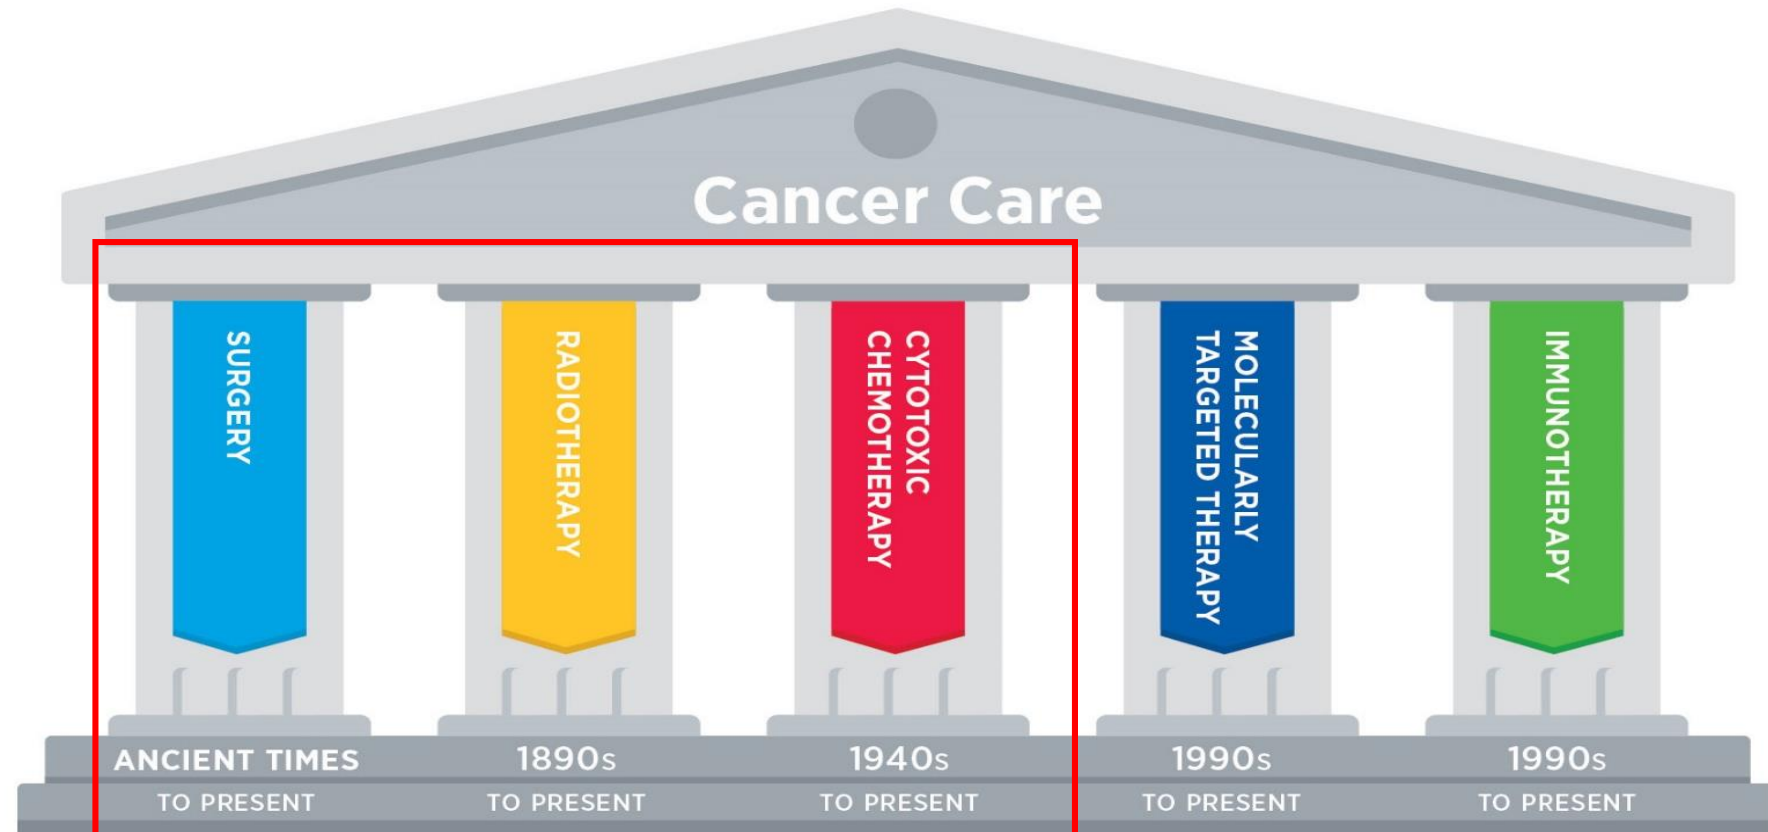 Cancer Care
SURGERY
RADIOTHERAPY
CYTOTOXIC
CHEMOTHERAPY
MOLECULARLY
TARGETED THERAPY
IMMUNOTHERAPY
ANCIENT TIMES
TO PRESENT
1890s
TO PRESENT
1940s
TO PRESENT
1990s
TO PRESENT
1990s
TO PRESENT